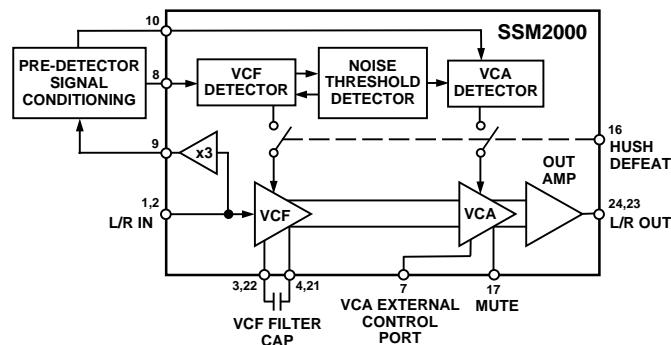 10
SSM2000
PRE-DETECTOR
SIGNAL
CONDITIONING
8
VCF
DETECTOR
NOISE
THRESHOLD
DETECTOR
VCA
DETECTOR
9
x3
16
HUSH
DEFEAT
OUT
AMP
1,2
L/R IN
VCF
VCA
24,23
L/R OUT
3,22
4,21
7
17
VCF FILTER
CAP
VCA EXTERNAL
CONTROL
PORT
MUTE